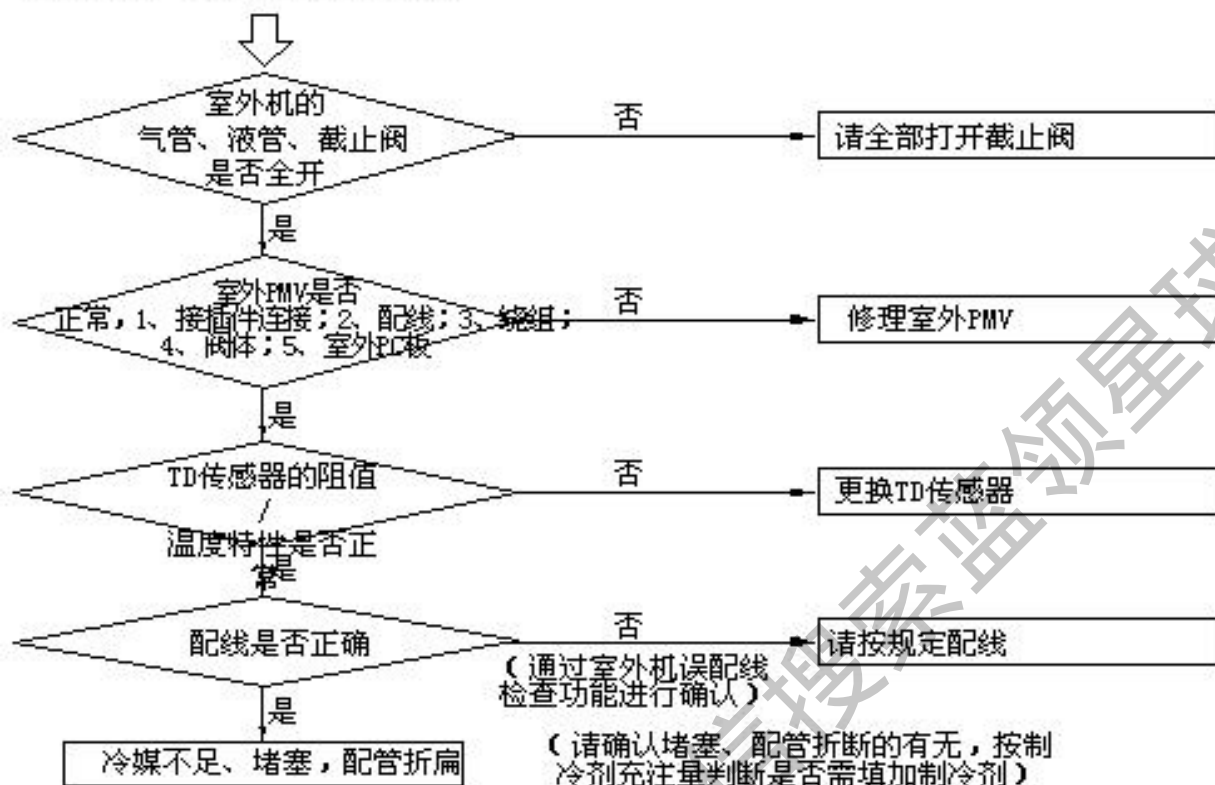 室外机的
气管、液管、截止阀
是否全开
否
请全部打开截止阀
是
室外PMV是否
正常,1、接插件连接;2、配线;3、绕组;
4、阀体;5、室外PC板
否
修理室外PMV
是
TD传感器的阻值
/
温度特性是否正
常
否
更换TD传感器
是
配线是否正确
否
(通过室外机误配线
检查功能进行确认)
请按规定配线
是
冷媒不足、堵塞,配管折扁
(请确认堵塞、配管折断的有无,按制
冷剂充注量判断是否需填加制冷剂)
搜索蓝领星球